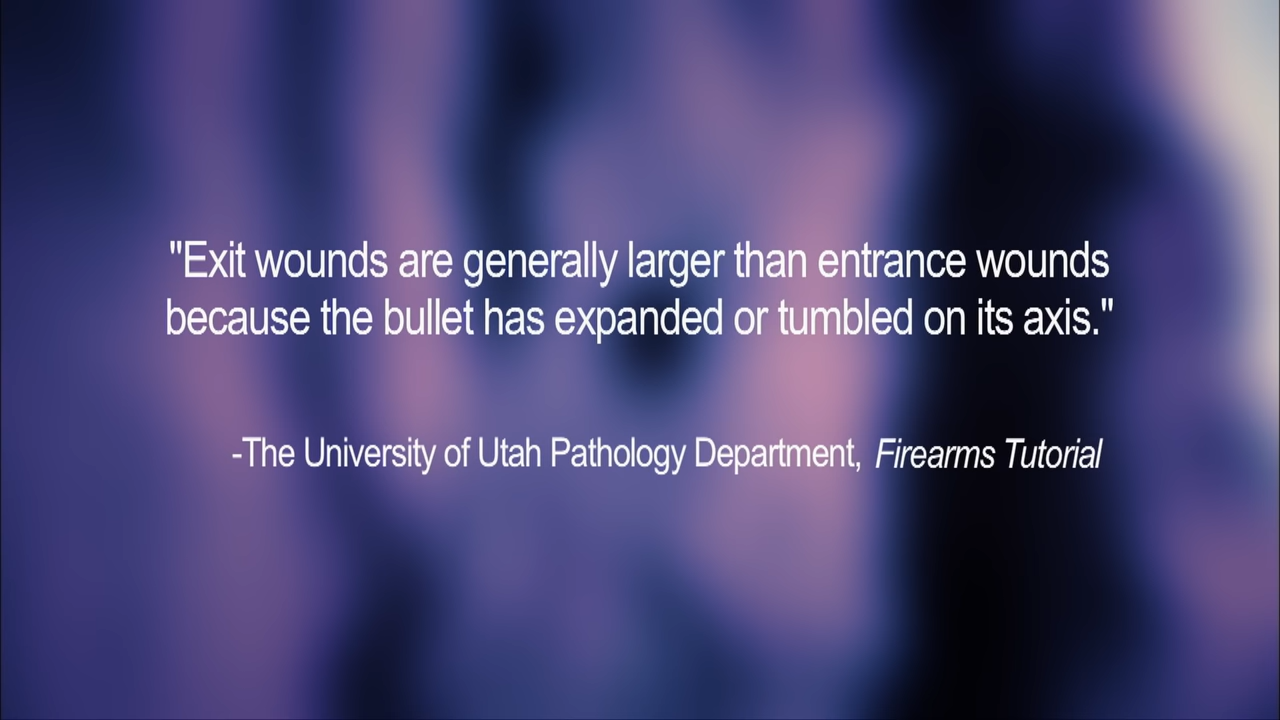 "Exit wounds are generally larger than entrance wounds
because the bullet has expanded or tumbled on its axis."
-The University of Utah Pathology Department, Firearms Tutorial